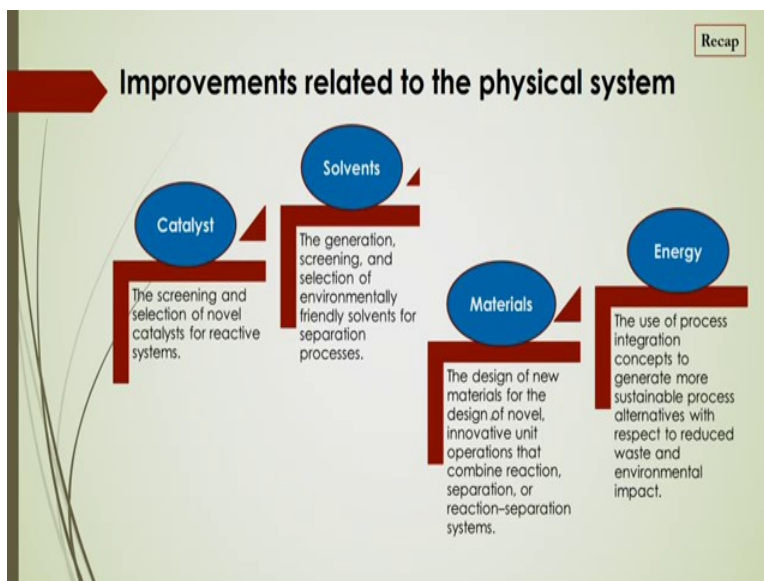 Recap
Improvements related to the physical system
Catalyst
The screening and
selection of novel
catalysts for reactive
systems.
Solvents
The generation,
screening, and
selection of
environmentally
friendly solvents for
separation
processes.
Materials
The design of new
materials for the
design of novel,
innovative unit
operations that
combine reaction,
separation, or
reaction–separation
systems.
Energy
The use of process
integration
concepts to
generate more
sustainable process
alternatives with
respect to reduced
waste and
environmental
impact.